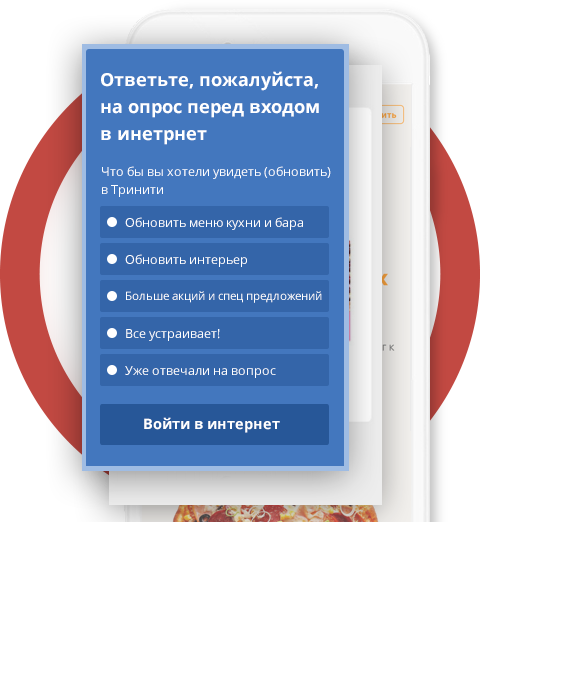 Ответьте, пожалуйста,
на опрос перед входом
в инетрнет
Что бы вы хотели увидеть (обновить)
в Тринити
Обновить меню кухни и бара
Обновить интерьер
Больше акций и спец предложений
Все устраивает!
Уже отвечали на вопрос
Войти в интернет